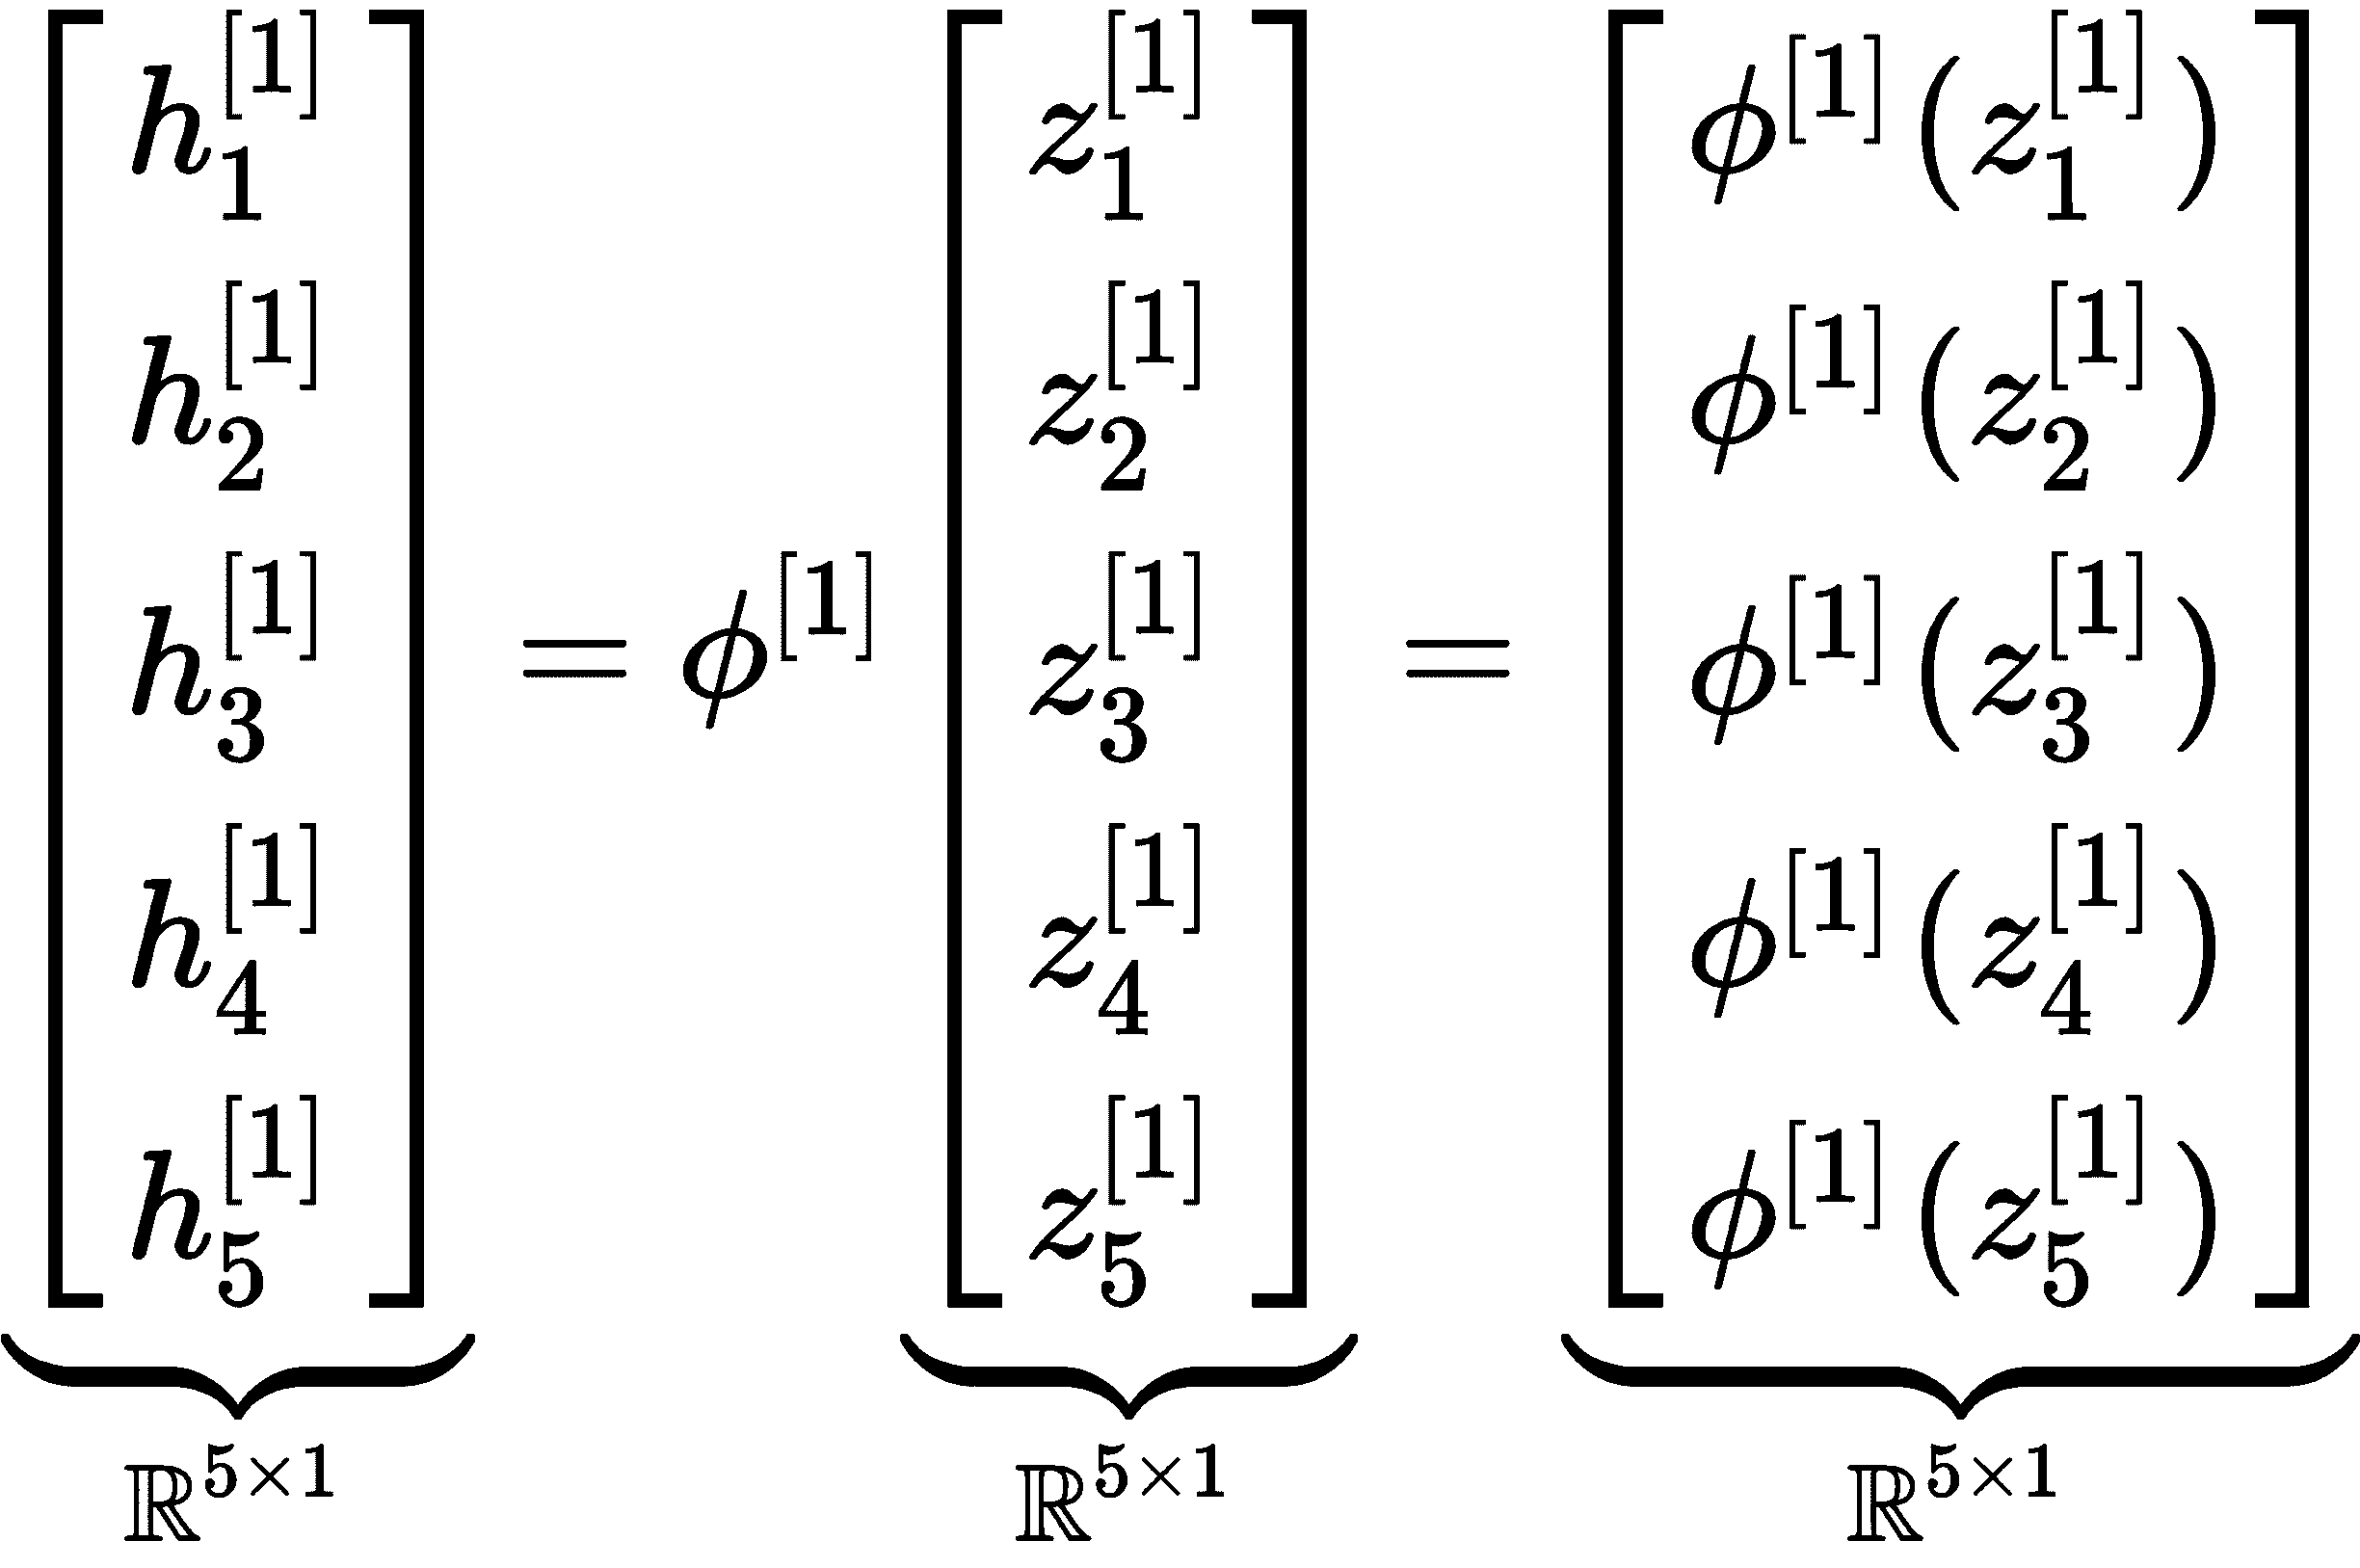 \underbrace{\begin{bmatrix} h_1^{[1]} \\ h_2^{[1]} \\ h_3^{[1]} \\ h_4^{[1]} \\ h_5^{[1]} \end{bmatrix}}_{\mathbb{R}^{5 \times 1}} = \phi^{[1]} \underbrace{\begin{bmatrix} z_1^{[1]} \\ z_2^{[1]} \\ z_3^{[1]} \\ z_4^{[1]} \\ z_5^{[1]} \end{bmatrix}}_{\mathbb{R}^{5 \times 1}} = \underbrace{\begin{bmatrix} \phi^{[1]}(z_1^{[1]}) \\ \phi^{[1]}(z_2^{[1]}) \\ \phi^{[1]}(z_3^{[1]}) \\ \phi^{[1]}(z_4^{[1]}) \\ \phi^{[1]}(z_5^{[1]}) \end{bmatrix}}_{\mathbb{R}^{5 \times 1}}